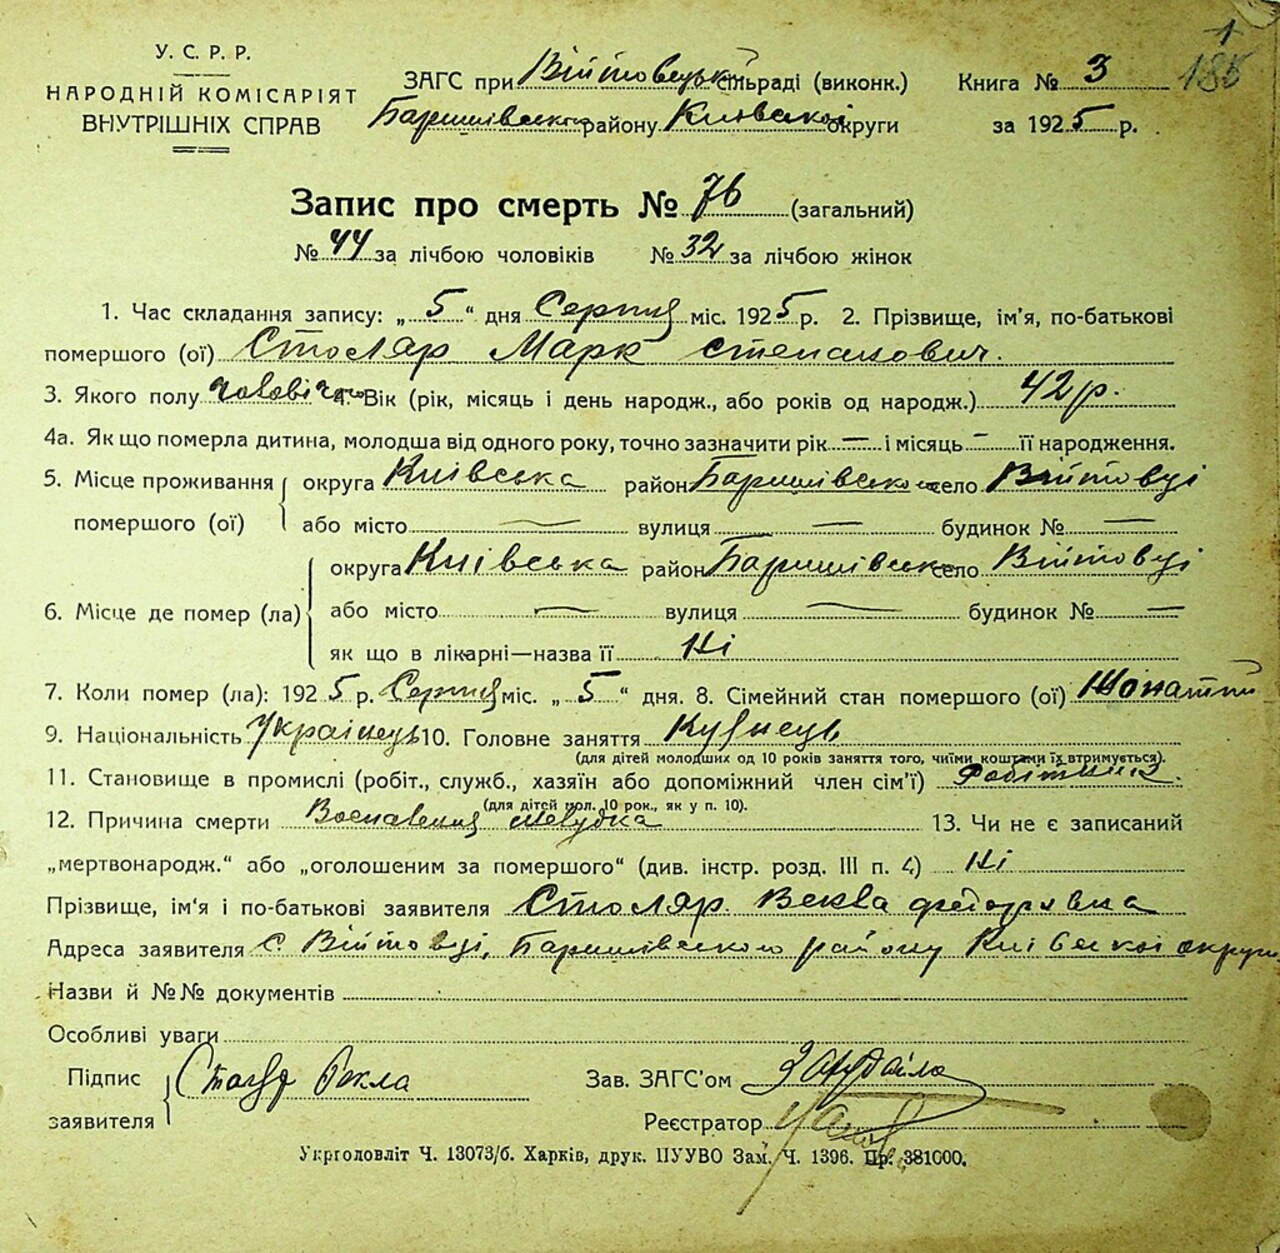 У. С. Р. Р.
НАРОДНІЙ КОМІСАРІЯТ
ВНУТРІШНІХ СПРАВ
ЗАГС при Війтовецькій сільраді (виконк.)
Баришівського району Київської округи
Книга № 3
за 1925 р.
185
Запис про смерть № 76 (загальний)
№ 44 за лічбою чоловіків № 32 за лічбою жінок
1. Час складання запису: „ 5 “ дня Серпня міс. 1925 р. 2. Прізвище, ім'я, по-батькові
помершого (ої) Столяр Марк Степанович.
3. Якого полу чоловічого 4. Вік (рік, місяць і день народж., або років од народж.) 42 р.
4а. Як що померла дитина, молодша від одного року, точно зазначити рік — і місяць — її народження.
5. Місце проживання помершого (ої) округа Київська район Баришівського село Війтовці
або місто — вулиця — будинок № —
6. Місце де помер (ла) округа Київська район Баришівського село Війтовці
або місто — вулиця — будинок № —
як що в лікарні—назва її Ні
7. Коли помер (ла): 1925 р. Серпня міс. „ 5 “ дня. 8. Сімейний стан помершого (ої) Жонатий
9. Національність Українець 10. Головне заняття Кузнець
(для дітей молодших од 10 років заняття того, чиїми коштами їх втримується).
11. Становище в промислі (робіт., служб., хазяїн або допоміжний член сім'ї) Робітник.
(для дітей мол. 10 рок., як у п. 10).
12. Причина смерти Воспаления желудка 13. Чи не є записаний
„мертвонародж.“ або „оголошеним за помершого“ (див. інстр. розд. III п. 4) Ні
Прізвище, ім'я і по-батькові заявителя Столяр Векла Федорівна
Адреса заявителя с. Війтовці, Баришівського району Київської округи
Назви й №№ документів
Особливі уваги
Підпис заявителя Столяр Векла
Зав. ЗАГС'ом
Реєстратор
Укрголовліт Ч. 13073/б. Харків, друк. ПУУВО Зам. Ч. 1396. Пр. 381000.